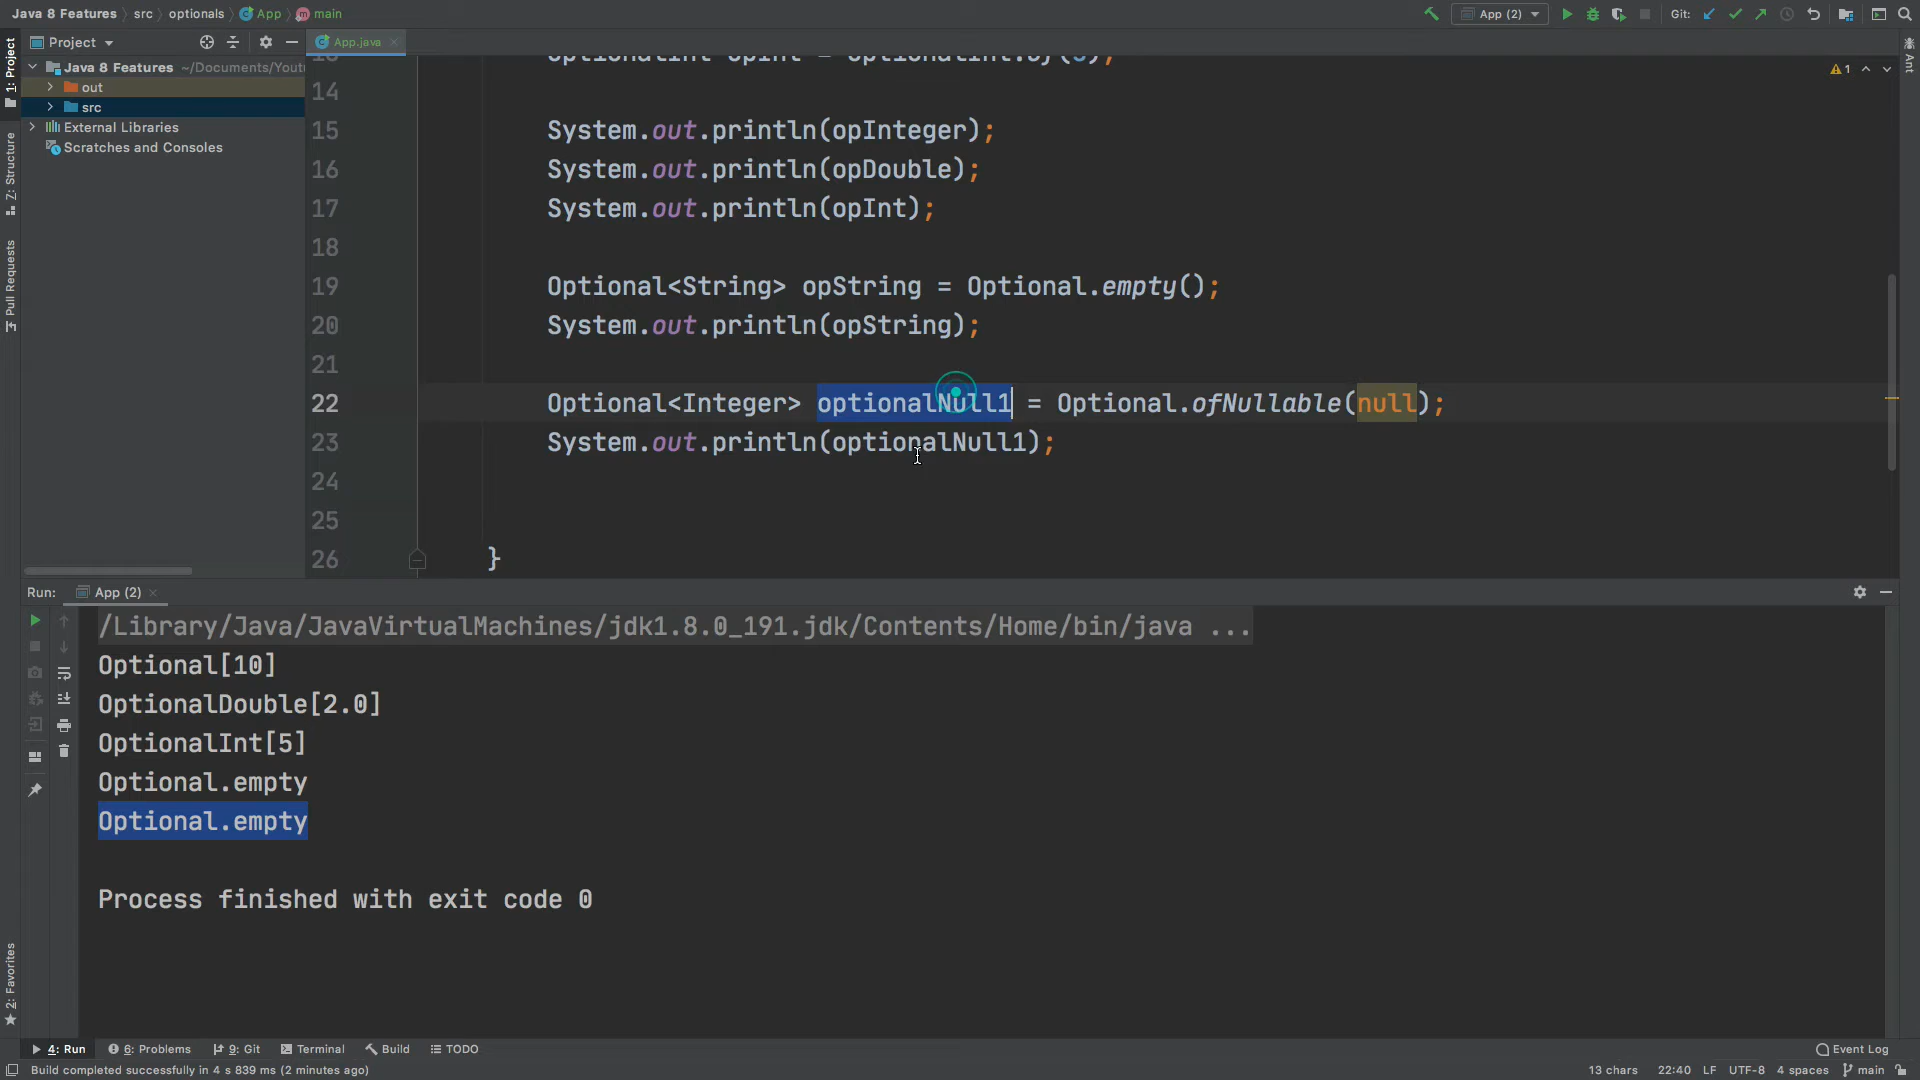 Java 8 Features > src > optionals > App > main
App (2)
Git:
Project
App.java
Java 8 Features ~/Documents/Yout
out
src
External Libraries
Scratches and Consoles
1: Project
Z: Structure
Pull Requests
2: Favorites
Ant
1
14
15 System.out.println(opInteger);
16 System.out.println(opDouble);
17 System.out.println(opInt);
18
19 Optional<String> opString = Optional.empty();
20 System.out.println(opString);
21
22 Optional<Integer> optionalNull1 = Optional.ofNullable(null);
23 System.out.println(optionalNull1);
24
25
26 }
Run: App (2)
/Library/Java/JavaVirtualMachines/jdk1.8.0_191.jdk/Contents/Home/bin/java ...
Optional[10]
OptionalDouble[2.0]
OptionalInt[5]
Optional.empty
Optional.empty
Process finished with exit code 0
4: Run 6: Problems 9: Git Terminal Build TODO Event Log
Build completed successfully in 4 s 839 ms (2 minutes ago) 13 chars 22:40 LF UTF-8 4 spaces main